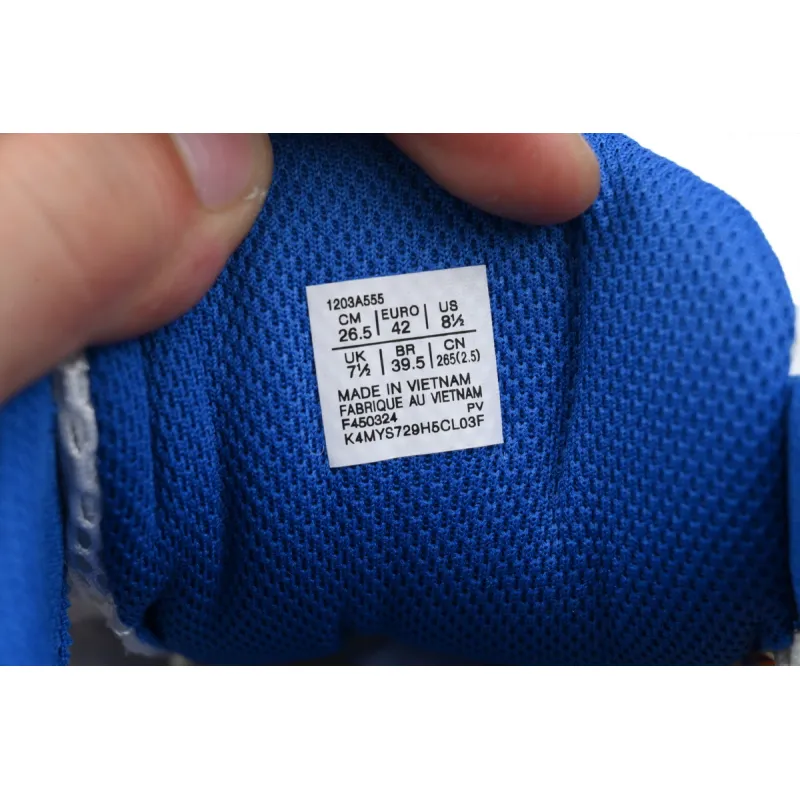 1203A555
CM EURO US
26.5 42 8½
UK BR CN
7½ 39.5 265(2.5)
MADE IN VIETNAM
FABRIQUE AU VIETNAM
F450324 PV
K4MYS729H5CL03F